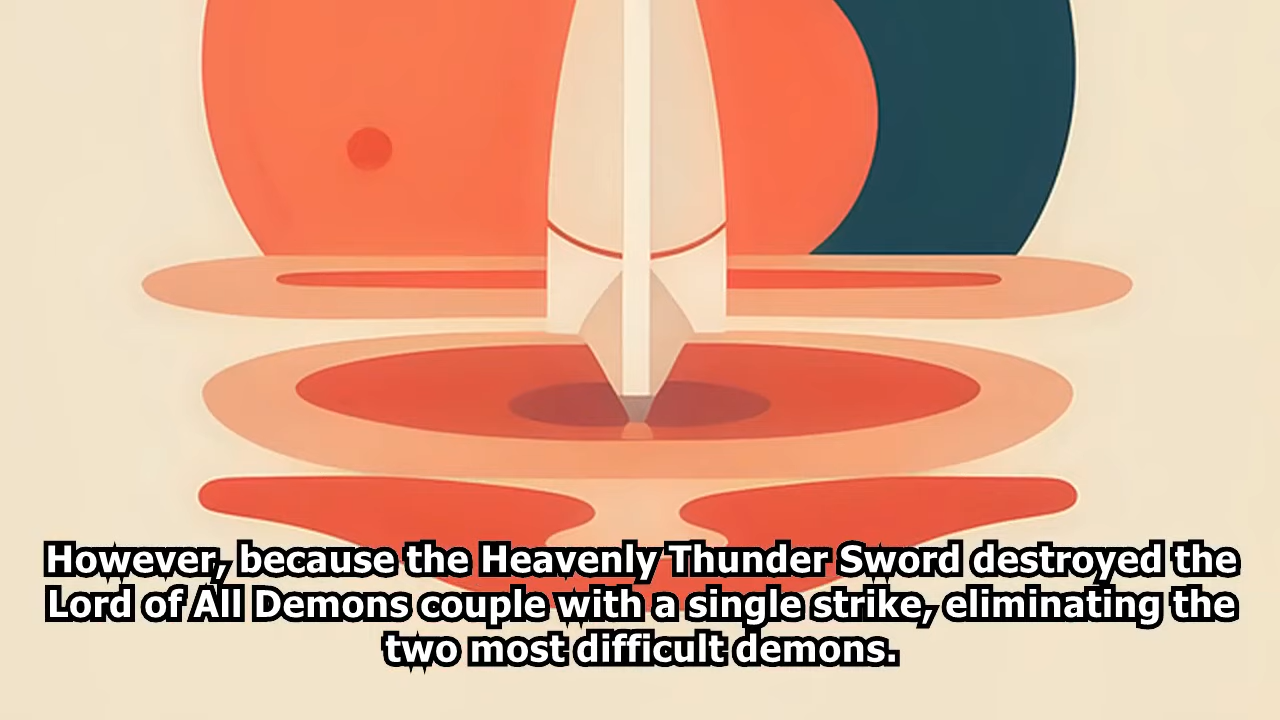 However, because the Heavenly Thunder Sword destroyed the
Lord of All Demons couple with a single strike, eliminating the
two most difficult demons.